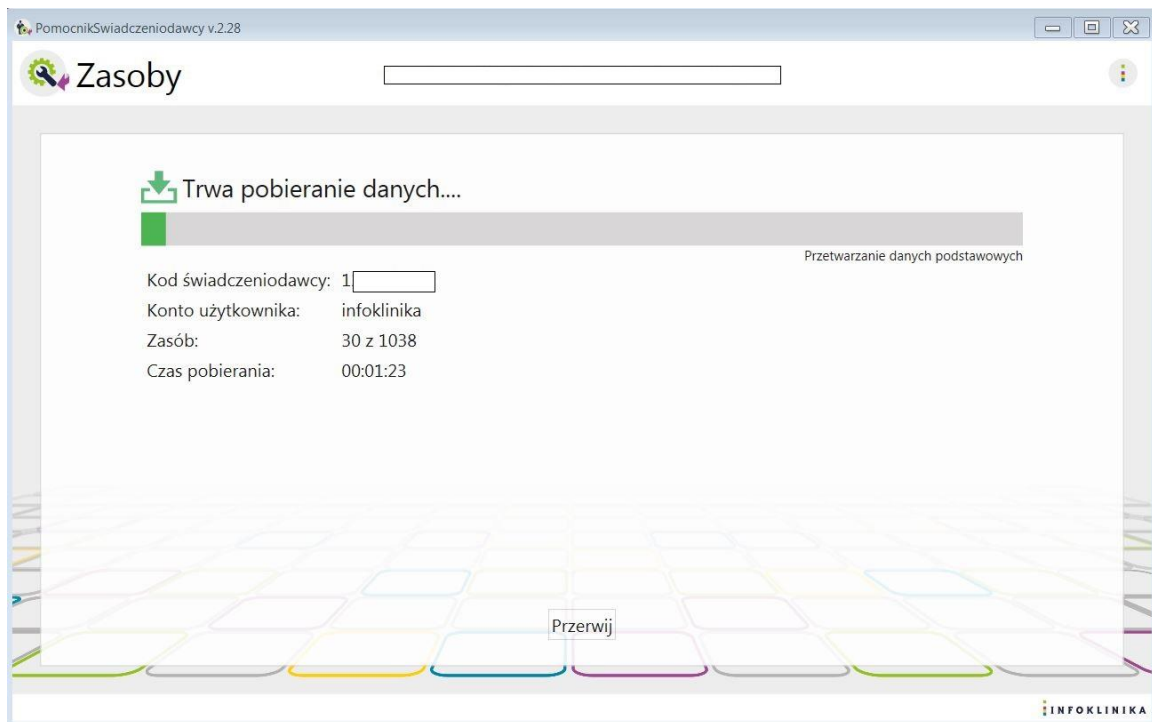 PomocnikSwiadczeniodawcy v.2.28
Zasoby
Trwa pobieranie danych....
Przetwarzanie danych podstawowych
Kod świadczeniodawcy: 1
Konto użytkownika: infoklinika
Zasób: 30 z 1038
Czas pobierania: 00:01:23
Przerwij
INFOKLINIKA